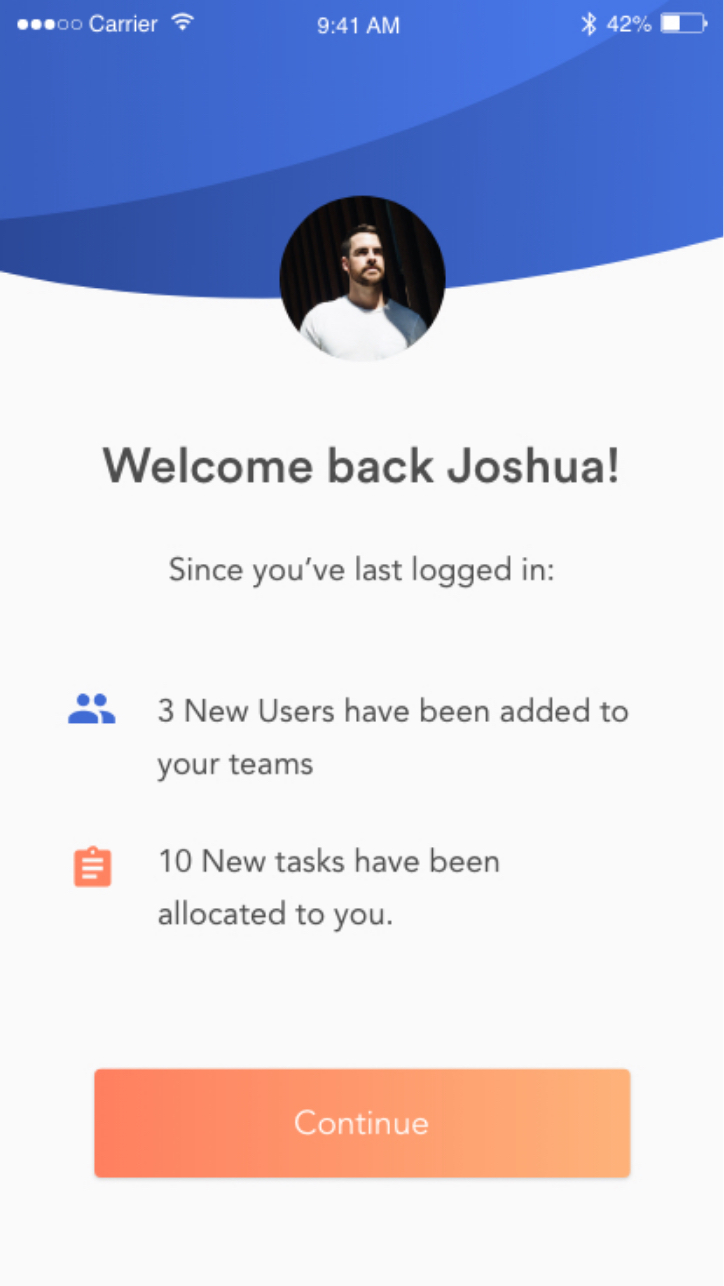 Carrier 9:41 AM 42%
Welcome back Joshua!
Since you’ve last logged in:
3 New Users have been added to
your teams
10 New tasks have been
allocated to you.
Continue